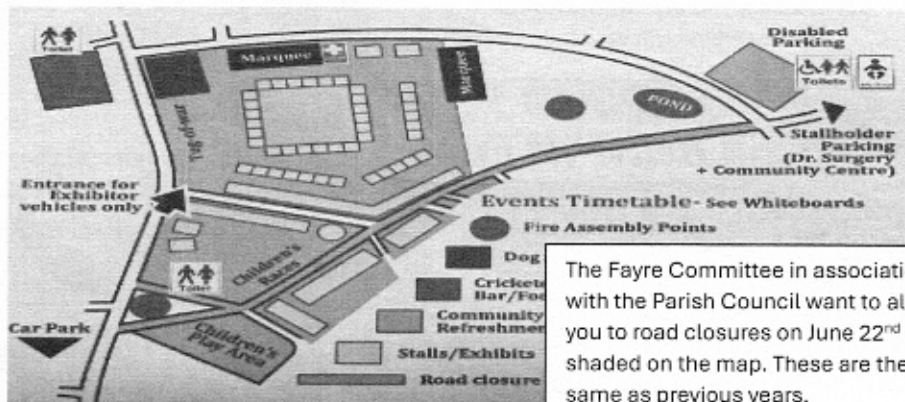 Toilet
Marquee
Marquee
Disabled
Parking
Toilets
POND
Tug of War
Stallholder
Parking
(Dr. Surgery
+ Community Centre)
Entrance for
Exhibitor
vehicles only
Events Timetable- See Whiteboards
Fire Assembly Points
Children's
Races
Toilet
Dog
Cricket
Bar/Foo
Car Park
Community
Refreshmen
Children's
Play Area
Stalls/Exhibits
Road closure
The Fayre Committee in associati
with the Parish Council want to al
you to road closures on June 22nd
shaded on the map. These are the
same as previous years.